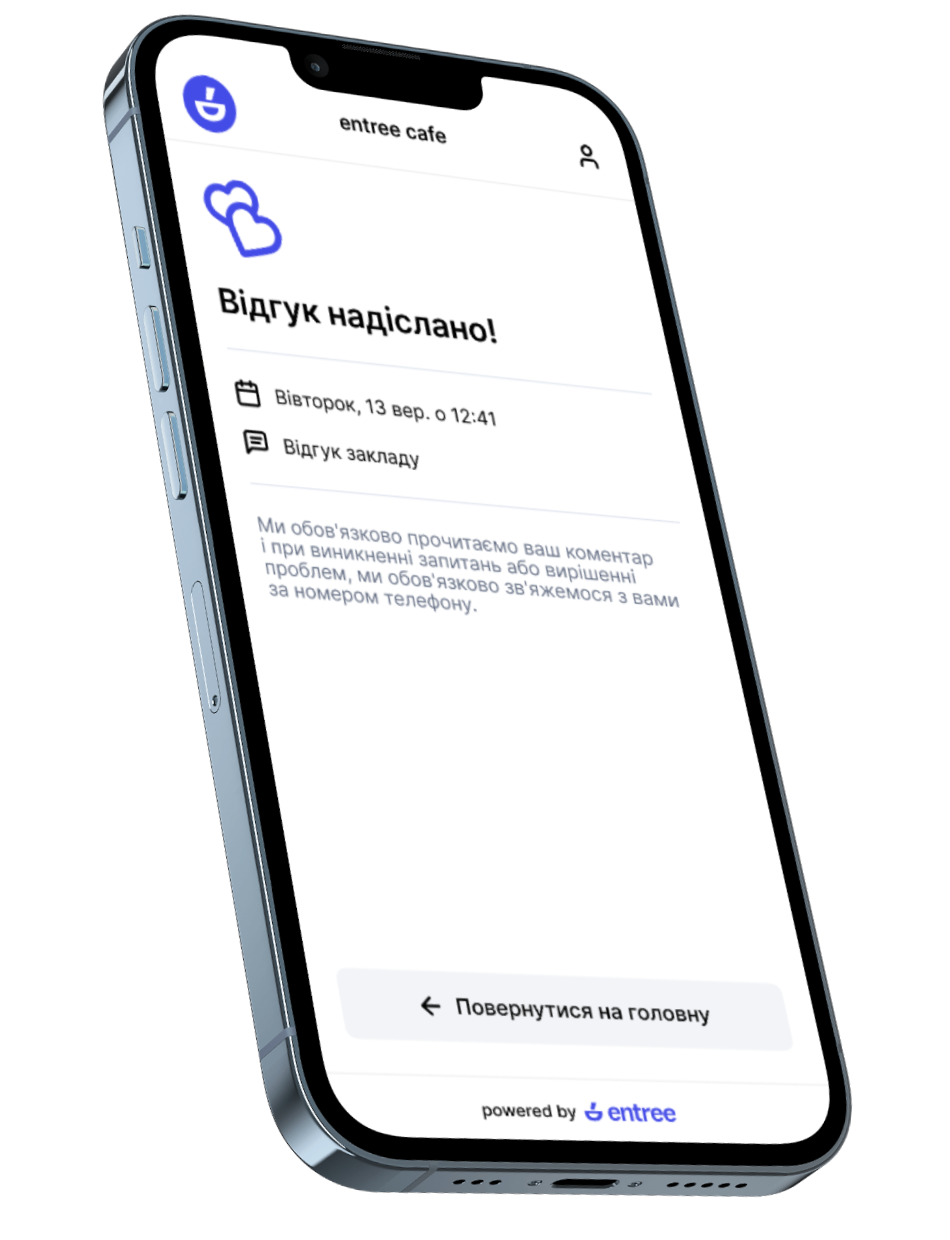 entree cafe
Відгук надіслано!
Вівторок, 13 вер. о 12:41
Відгук закладу
Ми обов'язково прочитаємо ваш коментар
і при виникненні запитань або вирішенні
проблем, ми обов'язково зв'яжемося з вами
за номером телефону.
Повернутися на головну
powered by entree